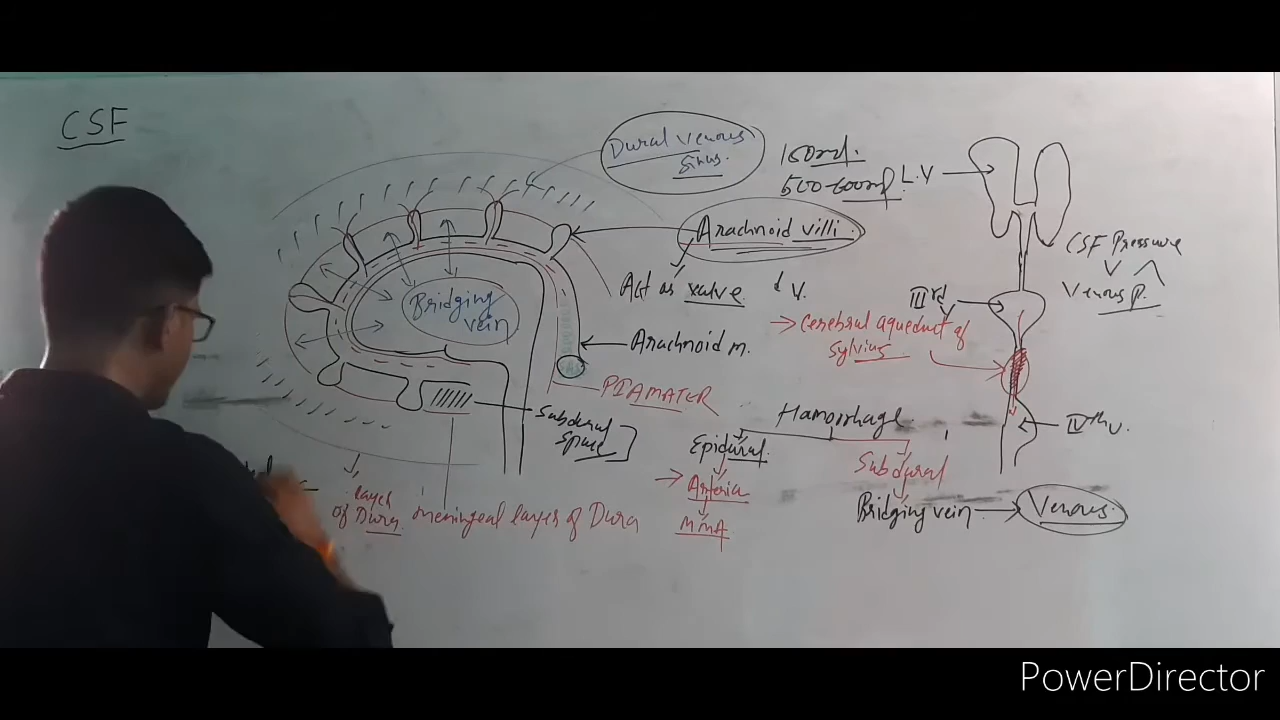 CSF
Dural venous
sinus.
150ml.
500-600ml
L.V
Arachnoid villi
CSF Pressure
Venous P.
Act as valve
V.
Bridging
vein
IIIrd
V
→ Cerebral aqueduct of
Sylvius
Arachnoid m.
PIAMATER
Subdural
Space
Hamorrhage
IVth v.
Epidural
Subdural
→ Arteria
MMA
Bridging vein → Venous.
layer
of Dura
meningeal layer of Dura
PowerDirector